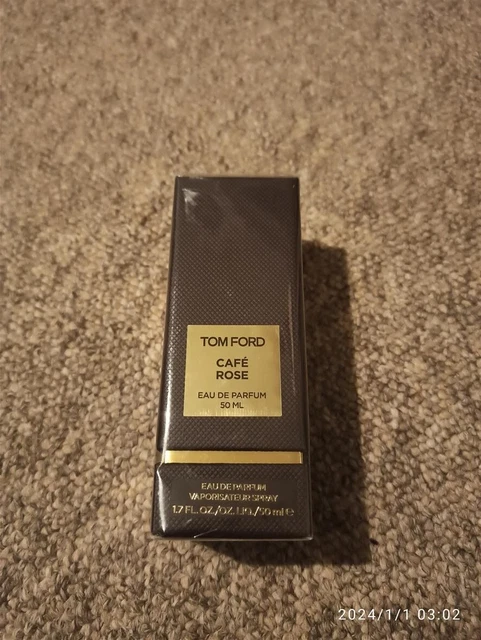 TOM FORD
CAFÉ
ROSE
EAU DE PARFUM
50 ML
EAU DE PARFUM
VAPORISATEUR SPRAY
1.7 FL.OZ./OZ. LIQ./50 ml ℮
2024/1/1 03:02